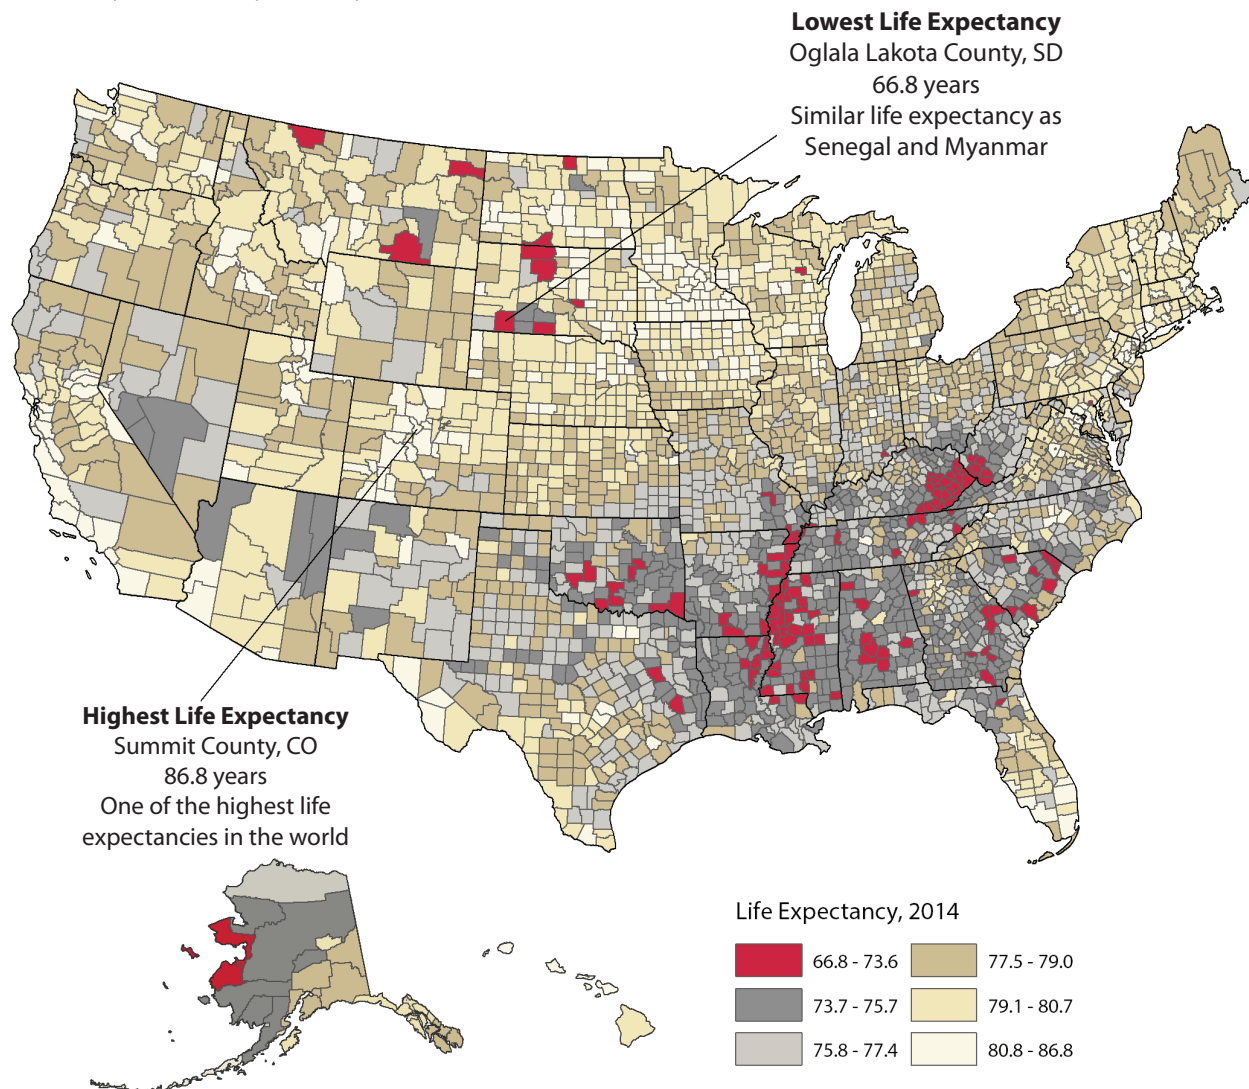 Lowest Life Expectancy
Oglala Lakota County, SD
66.8 years
Similar life expectancy as
Senegal and Myanmar
Highest Life Expectancy
Summit County, CO
86.8 years
One of the highest life
expectancies in the world
Life Expectancy, 2014
66.8 - 73.6
77.5 - 79.0
73.7 - 75.7
79.1 - 80.7
75.8 - 77.4
80.8 - 86.8